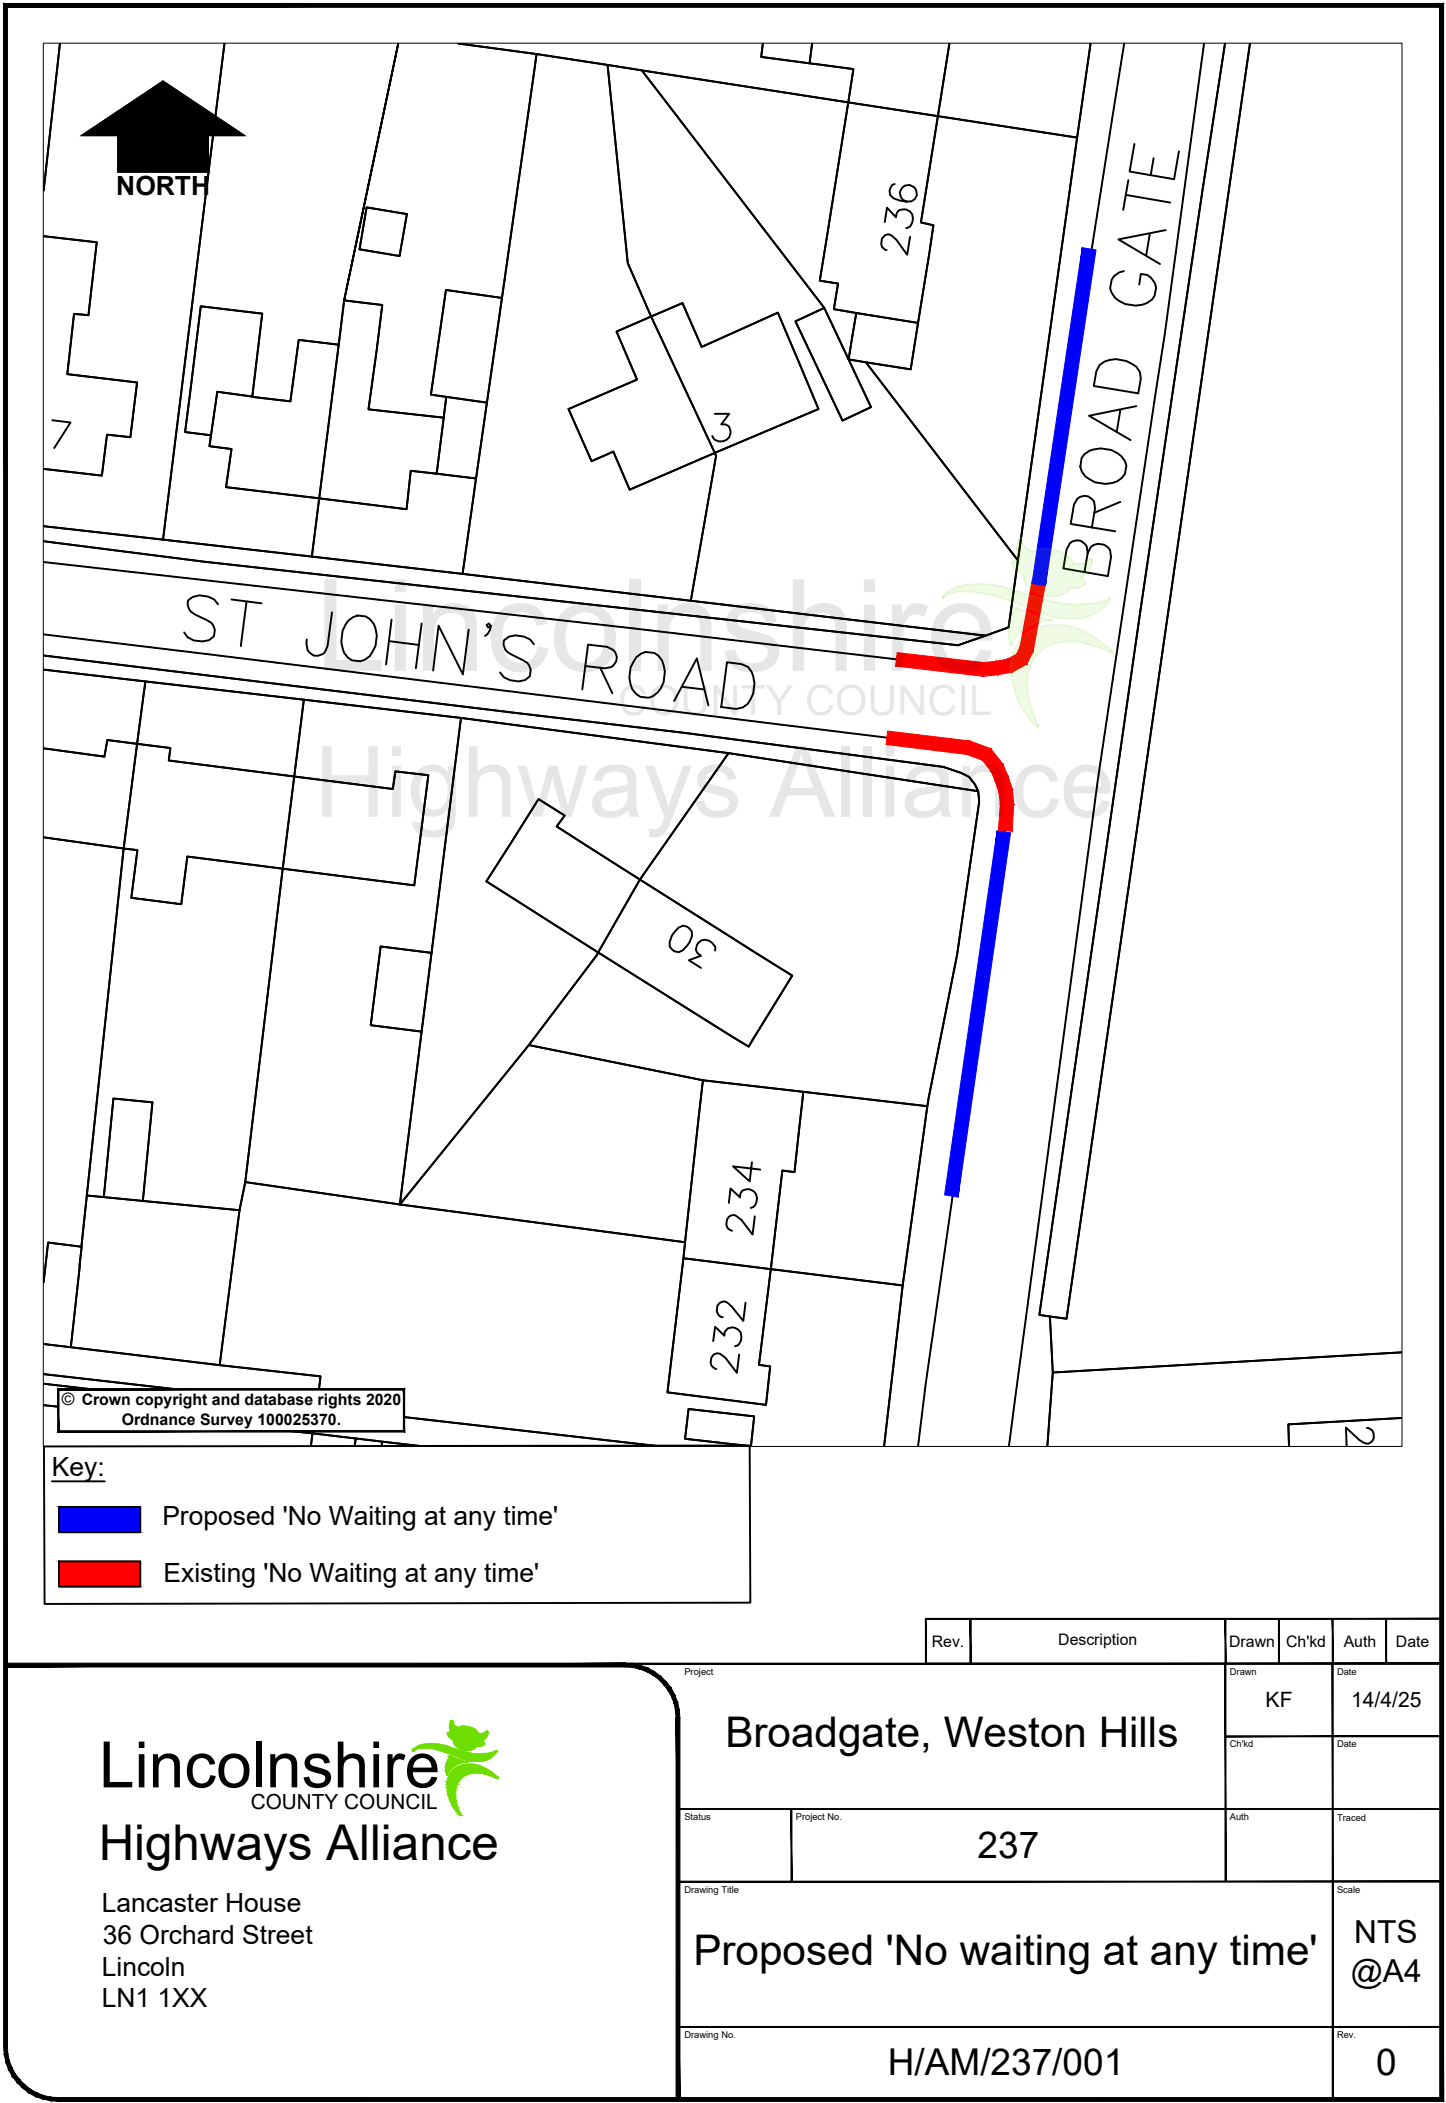 NORTH
236
BROAD GATE
7
3
ST JOHN'S ROAD
Lincolnshire
COUNTY COUNCIL
Highways Alliance
30
234
232
2
© Crown copyright and database rights 2020
Ordnance Survey 100025370.
Key:
Proposed 'No Waiting at any time'
Existing 'No Waiting at any time'
Rev. Description Drawn Ch'kd Auth Date
Lincolnshire
COUNTY COUNCIL
Highways Alliance
Lancaster House
36 Orchard Street
Lincoln
LN1 1XX
Project
Broadgate, Weston Hills
Drawn
KF
Date
14/4/25
Ch'kd
Date
Status
Project No.
237
Auth
Traced
Drawing Title
Proposed 'No waiting at any time'
Scale
NTS
@A4
Drawing No.
H/AM/237/001
Rev.
0